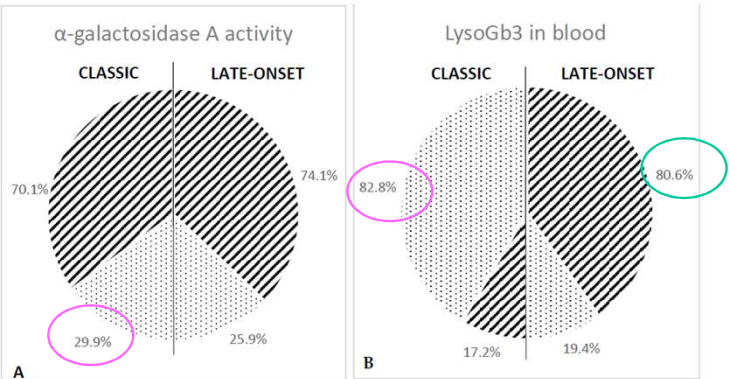 α-galactosidase A activity
CLASSIC
LATE-ONSET
70.1%
74.1%
29.9%
25.9%
A
LysoGb3 in blood
CLASSIC
LATE-ONSET
82.8%
80.6%
17.2%
19.4%
B